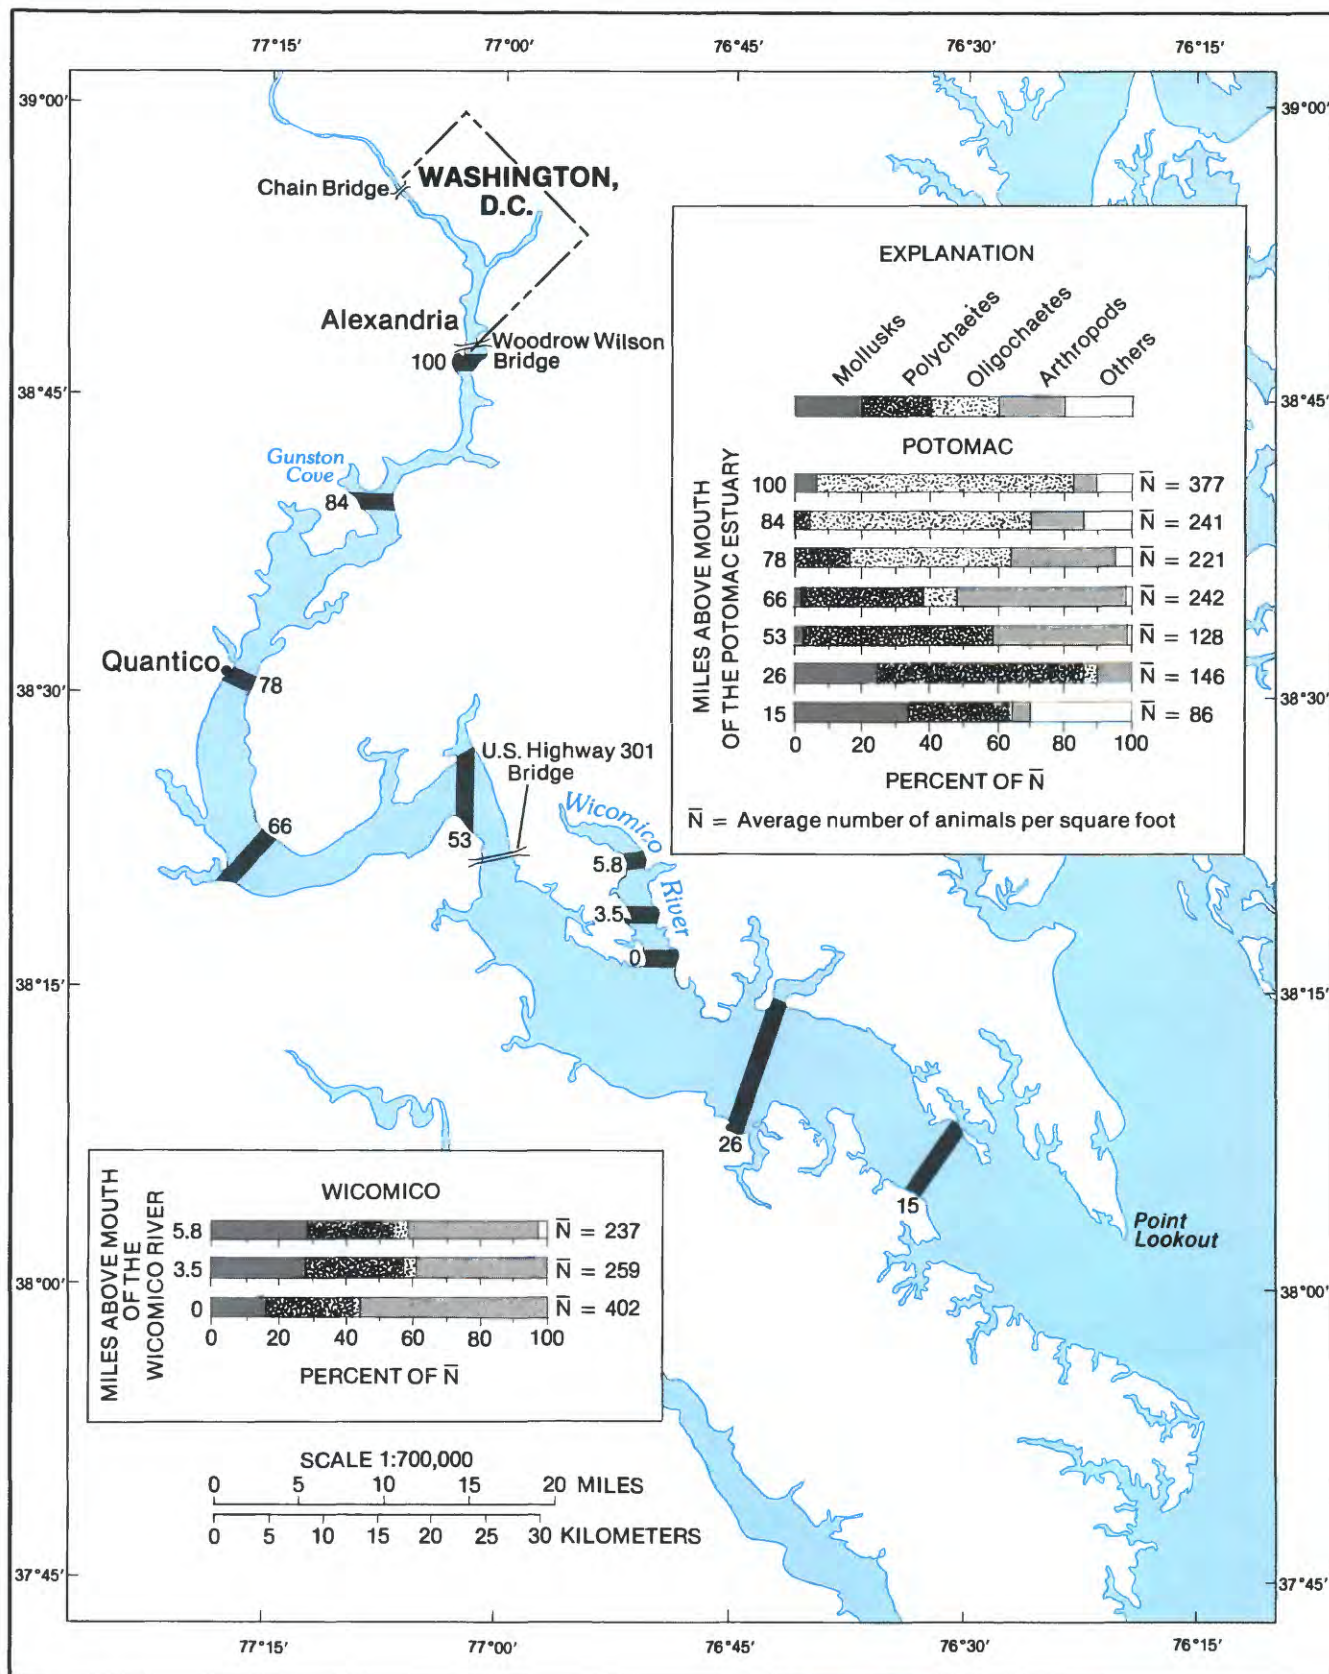 77°15' 77°00' 76°45' 76°30' 76°15'
39°00' 39°00'
WASHINGTON,
D.C.
Chain Bridge
Alexandria
Woodrow Wilson
Bridge
100
38°45' 38°45'
Gunston
Cove
84
Quantico
78
38°30' 38°30'
U.S. Highway 301
Bridge
66
53
Wicomico
River
5.8
3.5
0
38°15' 38°15'
26
15
Point
Lookout
38°00' 38°00'
37°45' 37°45'
EXPLANATION
Mollusks
Polychaetes
Oligochaetes
Arthropods
Others
POTOMAC
MILES ABOVE MOUTH
OF THE POTOMAC ESTUARY
100 N̄ = 377
84 N̄ = 241
78 N̄ = 221
66 N̄ = 242
53 N̄ = 128
26 N̄ = 146
15 N̄ = 86
0 20 40 60 80 100
PERCENT OF N̄
N̄ = Average number of animals per square foot
WICOMICO
MILES ABOVE MOUTH
OF THE
WICOMICO RIVER
5.8 N̄ = 237
3.5 N̄ = 259
0 N̄ = 402
0 20 40 60 80 100
PERCENT OF N̄
SCALE 1:700,000
0 5 10 15 20 MILES
0 5 10 15 20 25 30 KILOMETERS
77°15' 77°00' 76°45' 76°30' 76°15'